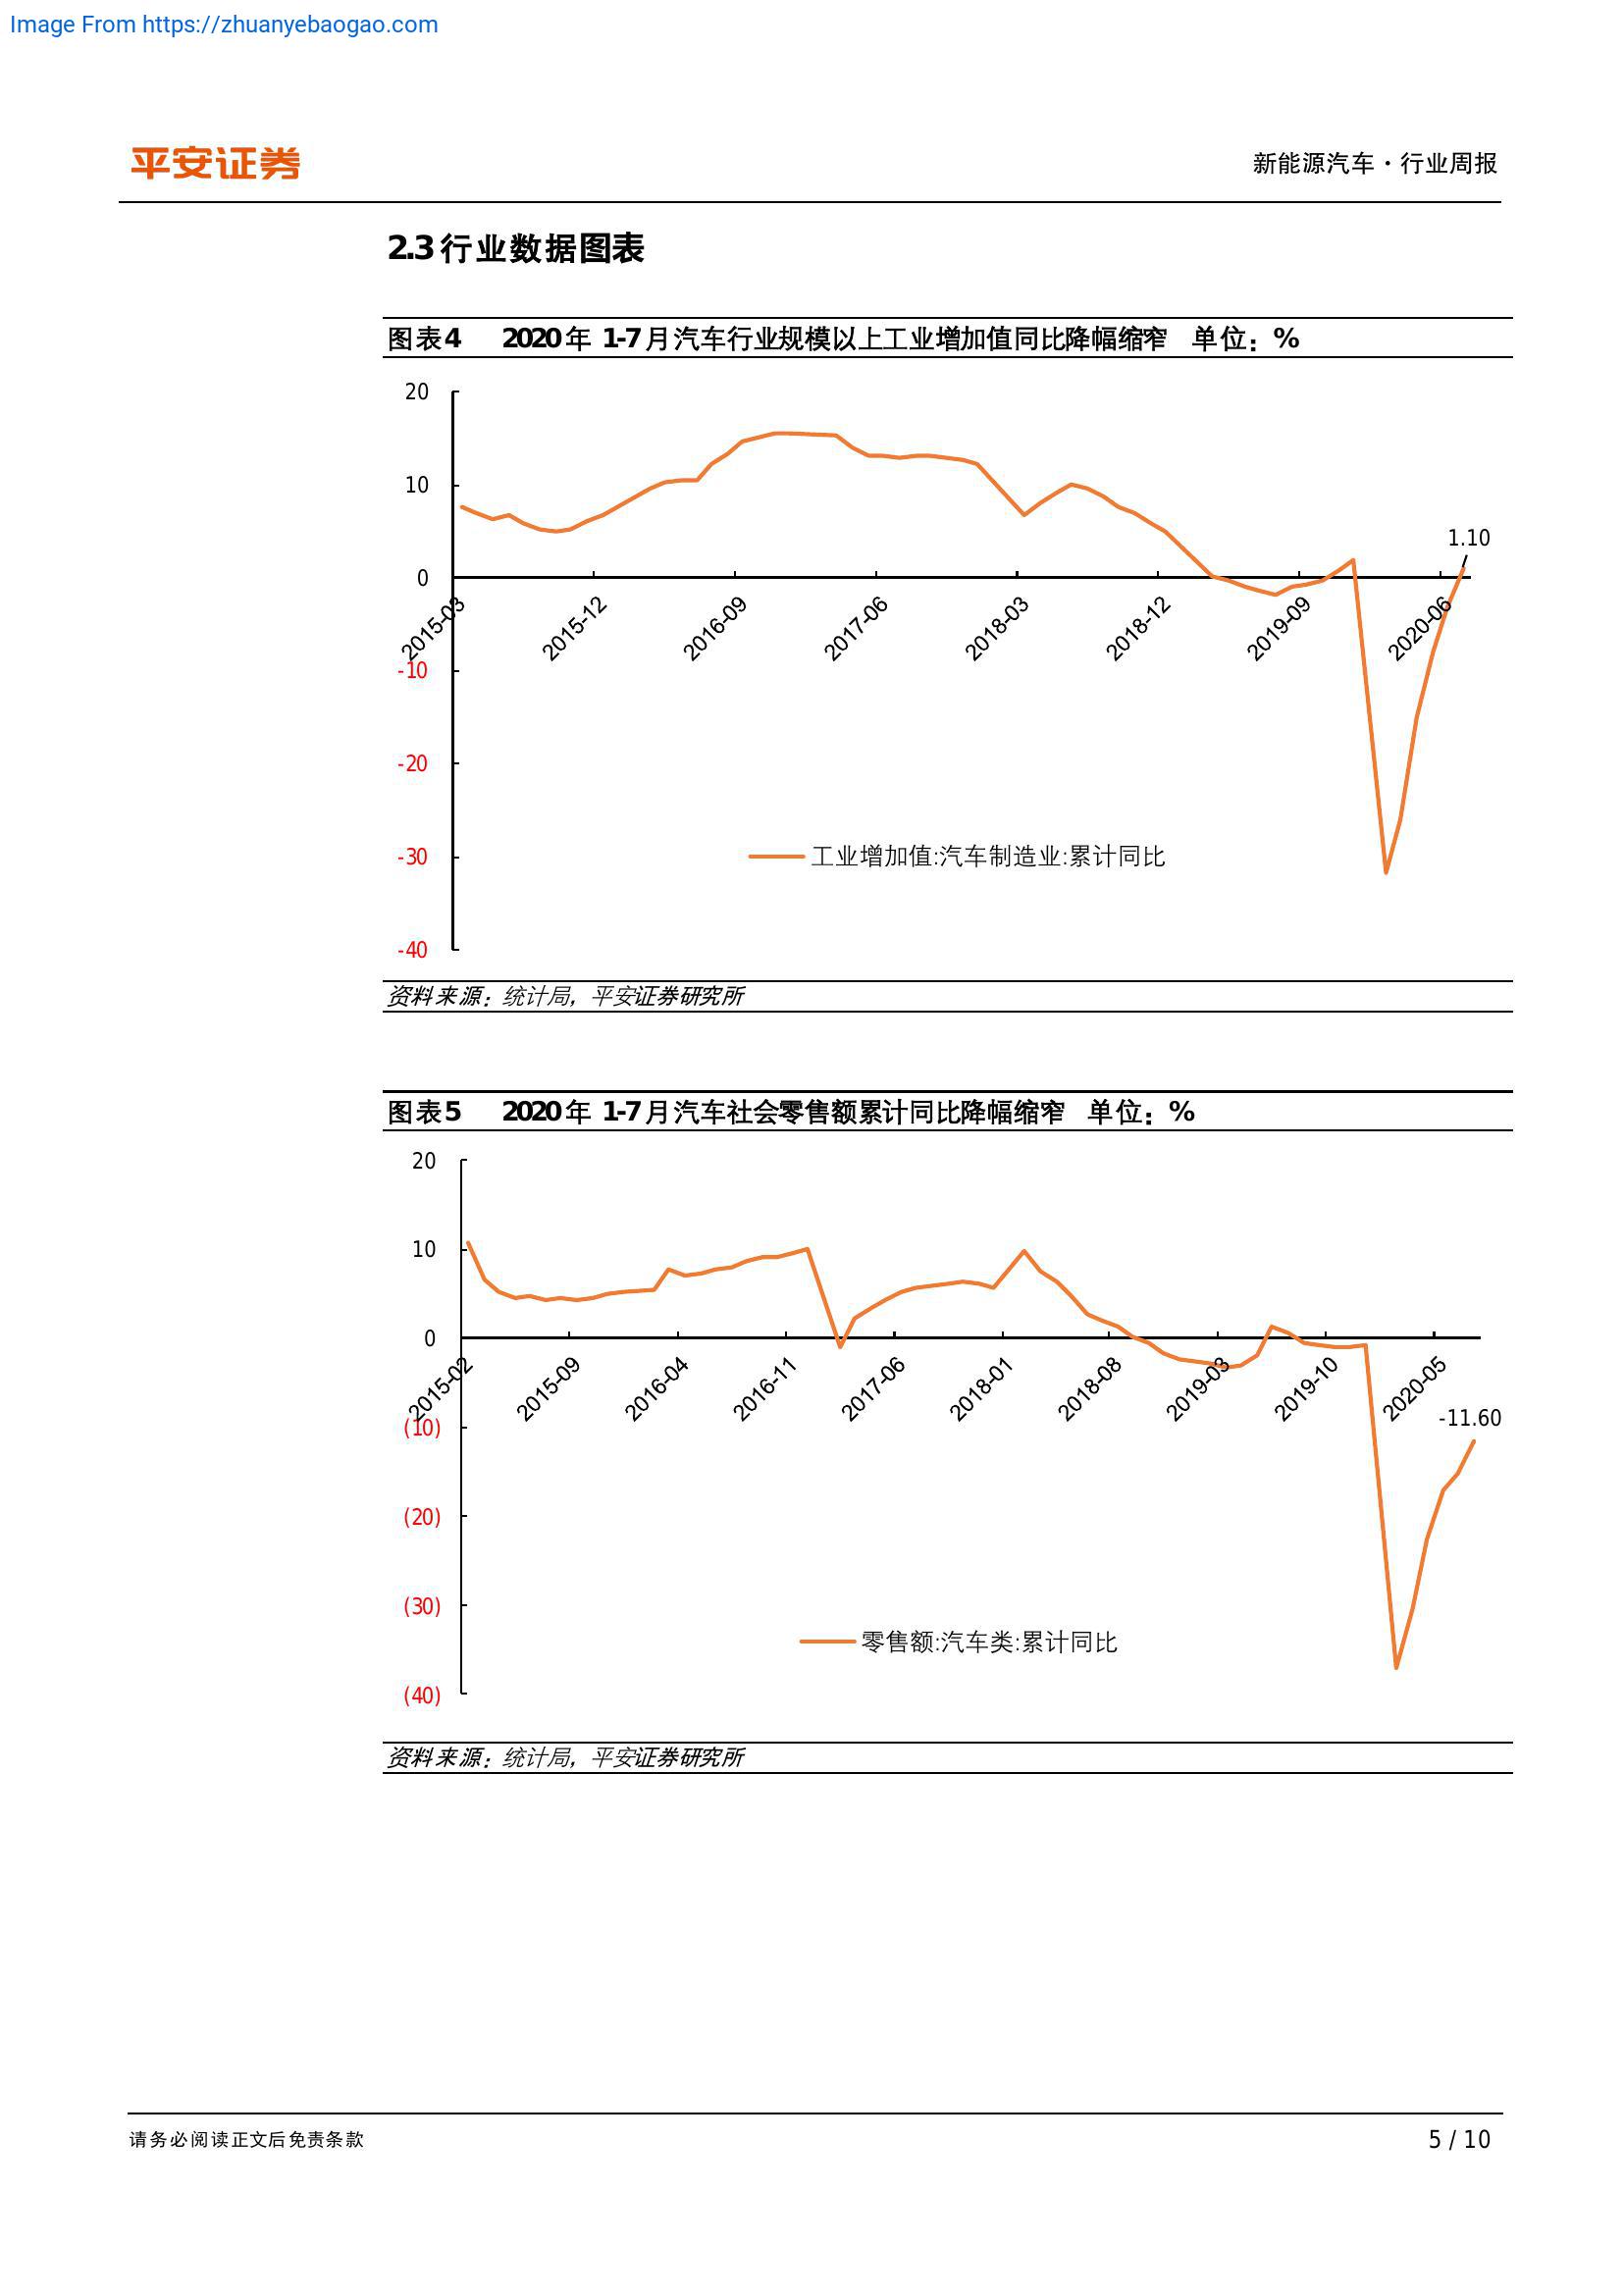 Image From https://zhuanyebaogao.com
平安证券
新能源汽车·行业周报
2.3 行业数据图表
图表4 2020年 1-7月汽车行业规模以上工业增加值同比降幅缩窄 单位：%
20
10
0
-10
-20
-30
-40
2015-03
2015-12
2016-09
2017-06
2018-03
2018-12
2019-09
2020-06
1.10
工业增加值:汽车制造业:累计同比
资料来源：统计局，平安证券研究所
图表5 2020年 1-7月汽车社会零售额累计同比降幅缩窄 单位：%
20
10
0
(10)
(20)
(30)
(40)
2015-02
2015-09
2016-04
2016-11
2017-06
2018-01
2018-08
2019-03
2019-10
2020-05
-11.60
零售额:汽车类:累计同比
资料来源：统计局，平安证券研究所
请务必阅读正文后免责条款
5 / 10